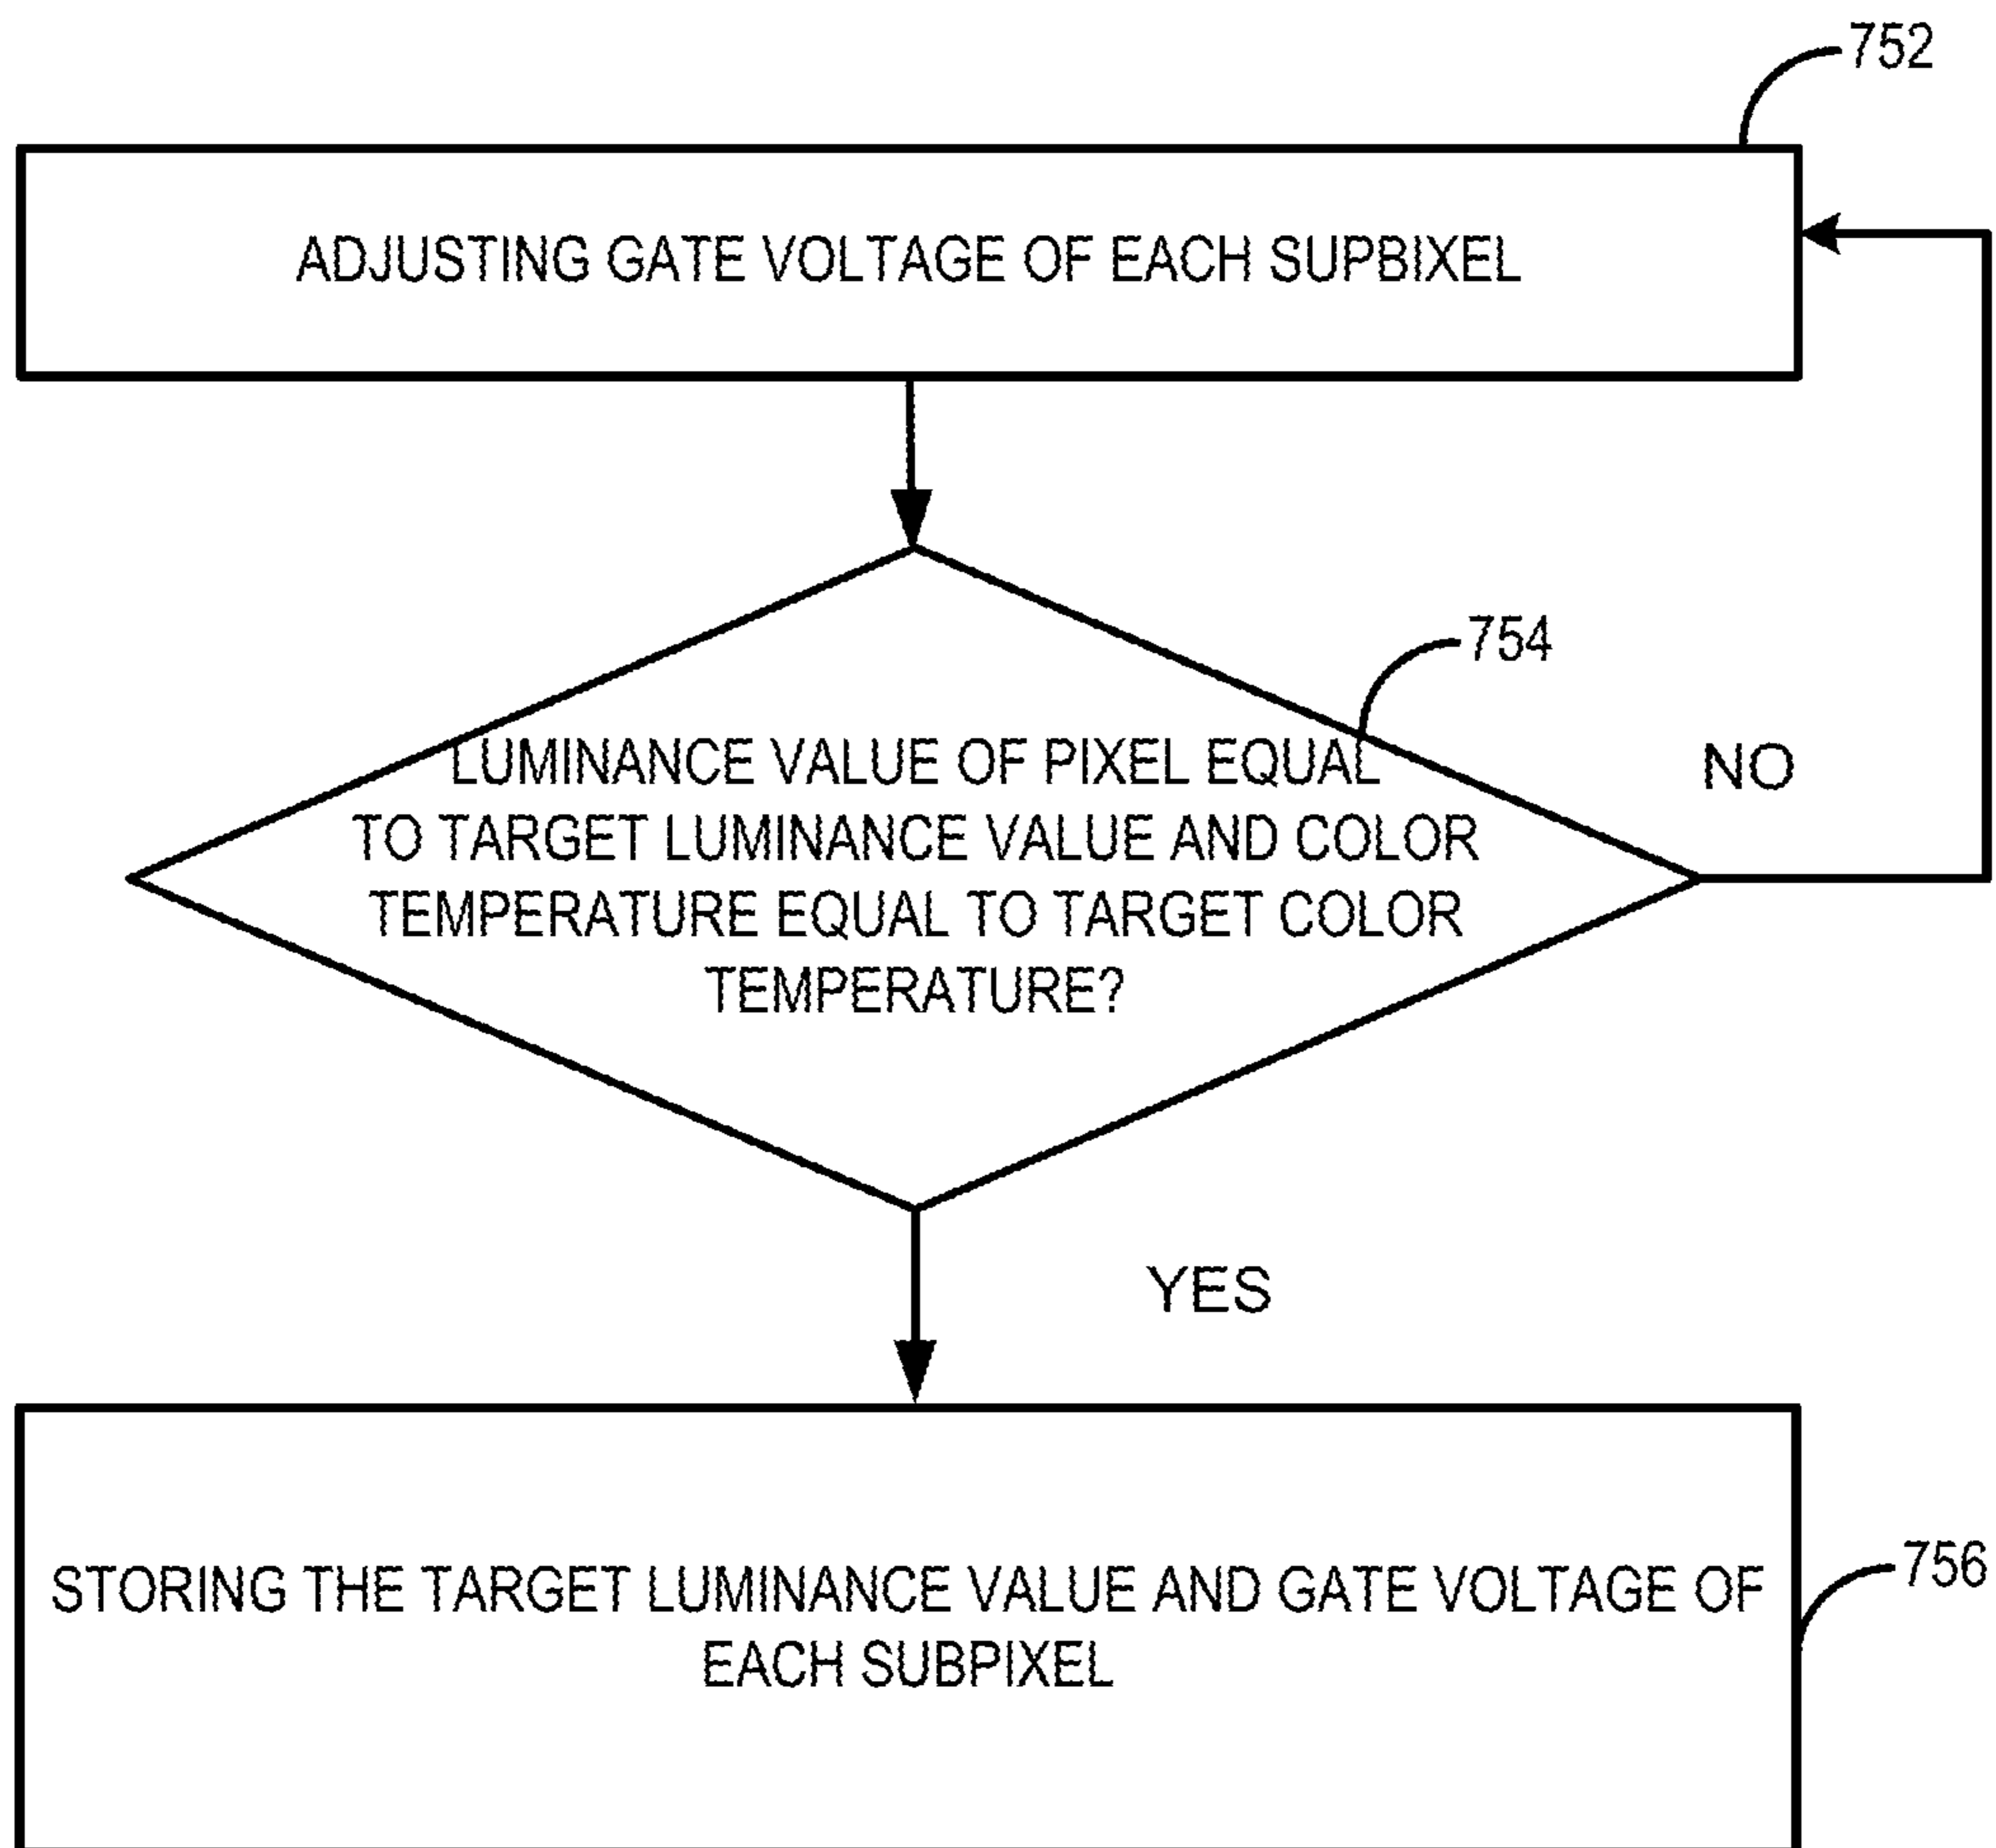 752
ADJUSTING GATE VOLTAGE OF EACH SUPBIXEL
754
LUMINANCE VALUE OF PIXEL EQUAL
TO TARGET LUMINANCE VALUE AND COLOR
TEMPERATURE EQUAL TO TARGET COLOR
TEMPERATURE?
NO
YES
STORING THE TARGET LUMINANCE VALUE AND GATE VOLTAGE OF
EACH SUBPIXEL
756